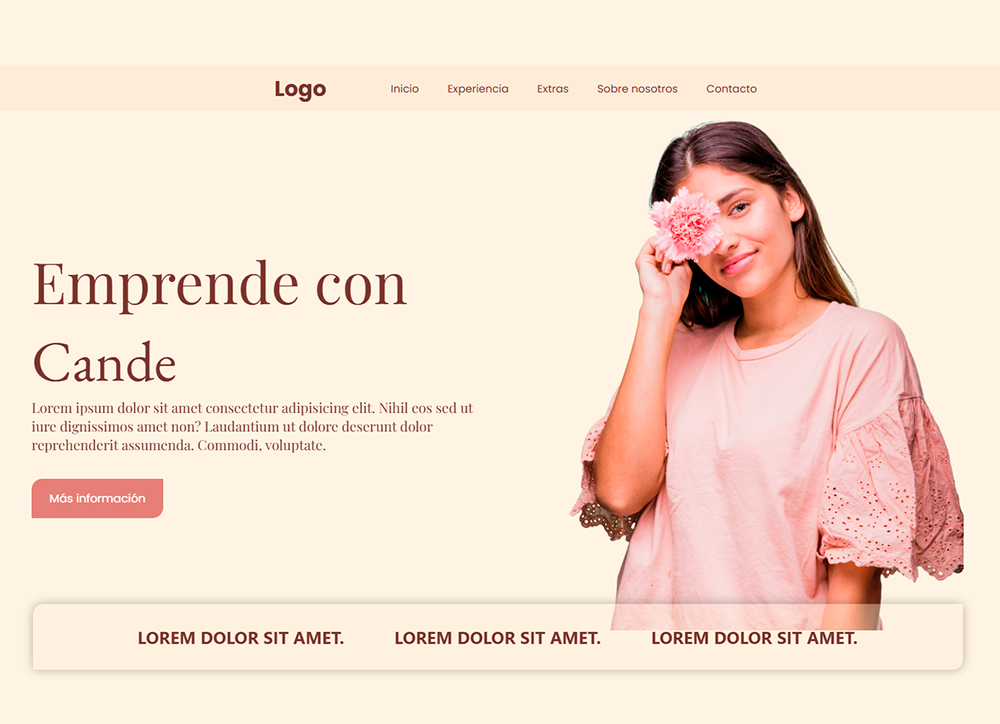 Logo Inicio Experiencia Extras Sobre nosotros Contacto
Emprende con
Cande
Lorem ipsum dolor sit amet consectetur adipisicing elit. Nihil eos sed ut
iure dignissimos amet non? Laudantium ut dolore deserunt dolor
reprehenderit assumenda. Commodi, voluptate.
Más información
LOREM DOLOR SIT AMET. LOREM DOLOR SIT AMET. LOREM DOLOR SIT AMET.